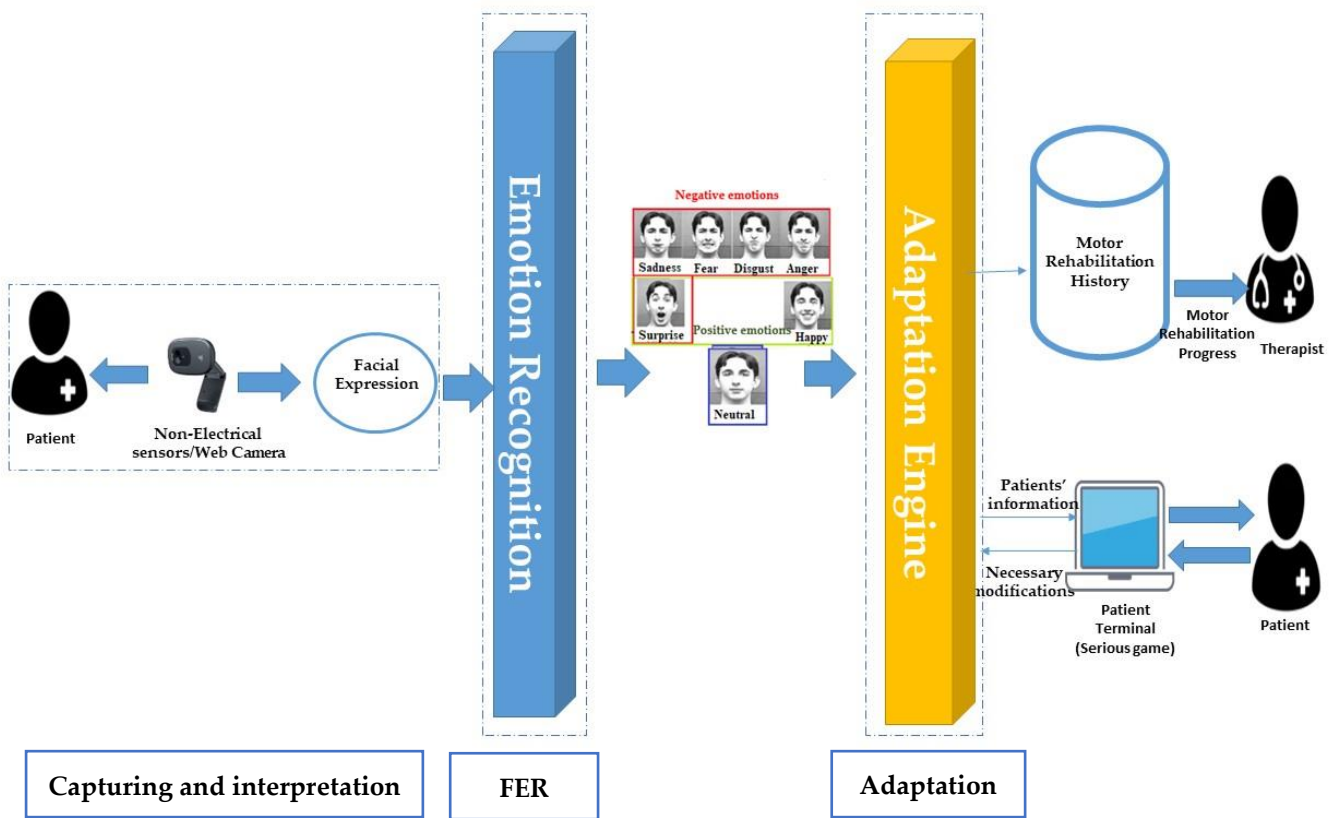 Patient
Non-Electrical
sensors/Web Camera
Facial
Expression
Emotion Recognition
Negative emotions
Sadness Fear Disgust Anger
Positive emotions
Surprise Happy
Neutral
Adaptation Engine
Motor
Rehabilitation
History
Motor
Rehabilitation
Progress
Therapist
Patients'
information
Necessary
modifications
Patient
Terminal
(Serious game)
Patient
Capturing and interpretation
FER
Adaptation